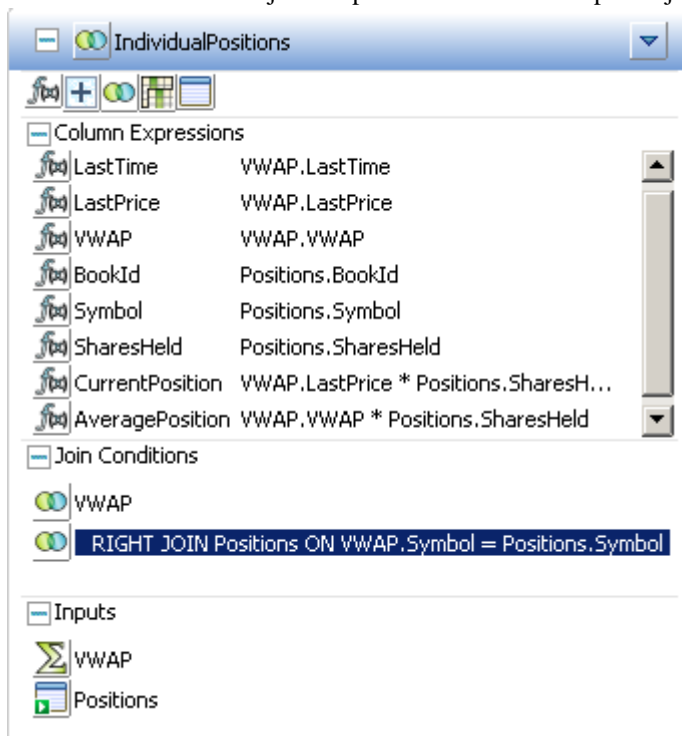 IndividualPositions
f(x)
Column Expressions
f(x) LastTime VWAP.LastTime
f(x) LastPrice VWAP.LastPrice
f(x) VWAP VWAP.VWAP
f(x) BookId Positions.BookId
f(x) Symbol Positions.Symbol
f(x) SharesHeld Positions.SharesHeld
f(x) CurrentPosition VWAP.LastPrice * Positions.SharesH...
f(x) AveragePosition VWAP.VWAP * Positions.SharesHeld
Join Conditions
VWAP
RIGHT JOIN Positions ON VWAP.Symbol = Positions.Symbol
Inputs
Σ VWAP
Positions